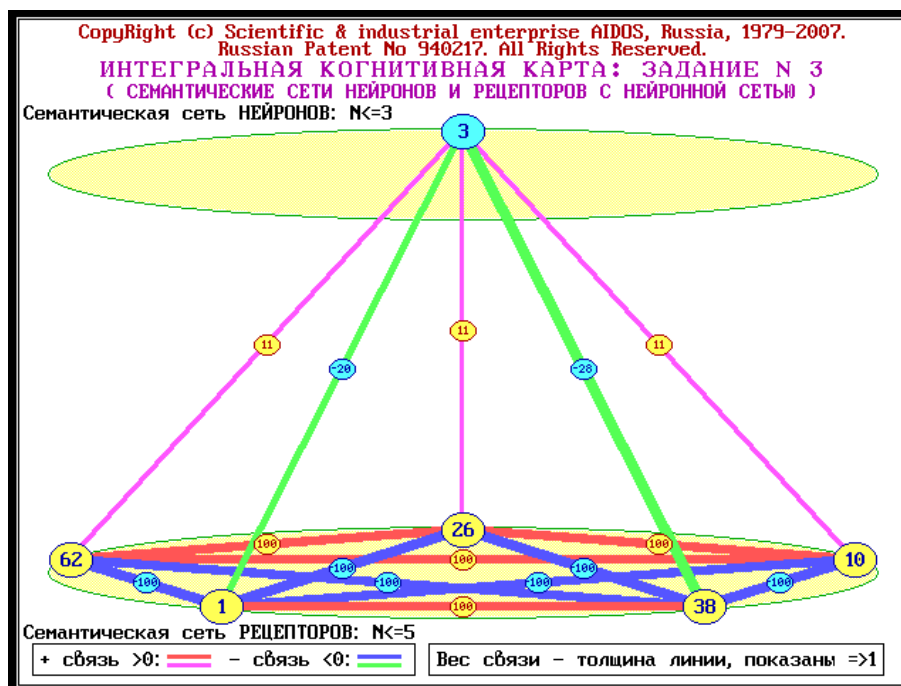 CopyRight (c) Scientific & industrial enterprise AIDOS, Russia, 1979-2007.
Russian Patent No 940217. All Rights Reserved.
ИНТЕГРАЛЬНАЯ КОГНИТИВНАЯ КАРТА: ЗАДАНИЕ N 3
( СЕМАНТИЧЕСКИЕ СЕТИ НЕЙРОНОВ И РЕЦЕПТОРОВ С НЕЙРОННОЙ СЕТЬЮ )
Семантическая сеть НЕЙРОНОВ: N<=3
3
11
11
11
-20
-28
26
100
100
62
100
10
-100
-100
-100
-100
-100
-100
1
100
38
Семантическая сеть РЕЦЕПТОРОВ: N<=5
+ связь >0: - связь <0:
Вес связи - толщина линии, показаны =>1